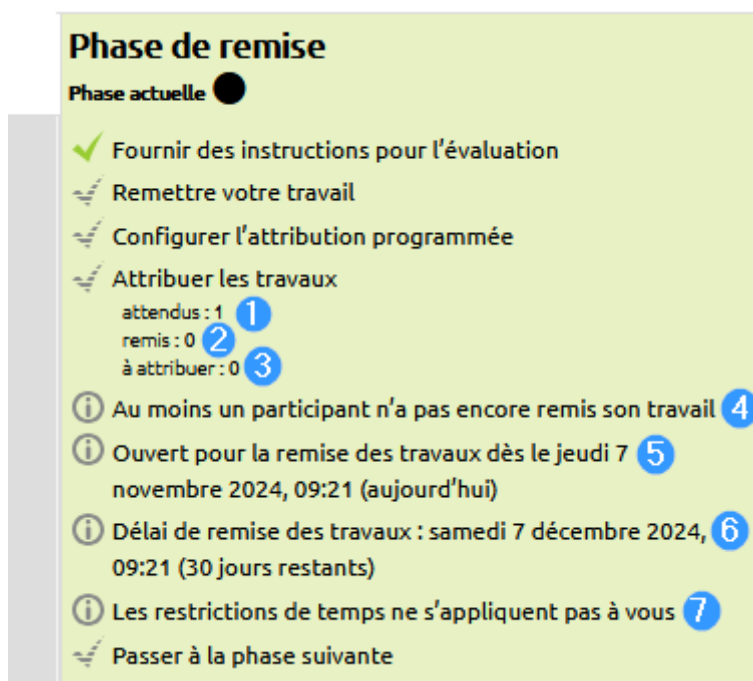 Phase de remise
Phase actuelle
Fournir des instructions pour l'évaluation
Remettre votre travail
Configurer l'attribution programmée
Attribuer les travaux
attendus : 1 1
remis : 0 2
à attribuer : 0 3
Au moins un participant n'a pas encore remis son travail 4
Ouvert pour la remise des travaux dès le jeudi 7 5
novembre 2024, 09:21 (aujourd'hui)
Délai de remise des travaux : samedi 7 décembre 2024, 6
09:21 (30 jours restants)
Les restrictions de temps ne s'appliquent pas à vous 7
Passer à la phase suivante